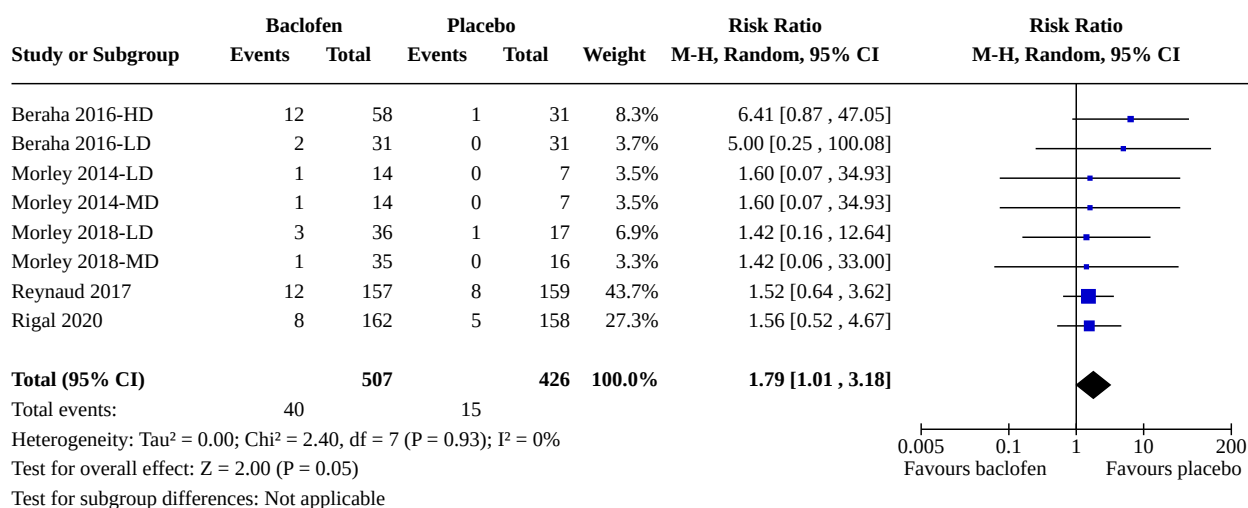 Baclofen Placebo Risk Ratio Risk Ratio
Study or Subgroup Events Total Events Total Weight M-H, Random, 95% CI M-H, Random, 95% CI
Beraha 2016-HD 12 58 1 31 8.3% 6.41 [0.87 , 47.05]
Beraha 2016-LD 2 31 0 31 3.7% 5.00 [0.25 , 100.08]
Morley 2014-LD 1 14 0 7 3.5% 1.60 [0.07 , 34.93]
Morley 2014-MD 1 14 0 7 3.5% 1.60 [0.07 , 34.93]
Morley 2018-LD 3 36 1 17 6.9% 1.42 [0.16 , 12.64]
Morley 2018-MD 1 35 0 16 3.3% 1.42 [0.06 , 33.00]
Reynaud 2017 12 157 8 159 43.7% 1.52 [0.64 , 3.62]
Rigal 2020 8 162 5 158 27.3% 1.56 [0.52 , 4.67]
Total (95% CI) 507 426 100.0% 1.79 [1.01 , 3.18]
Total events: 40 15
Heterogeneity: Tau² = 0.00; Chi² = 2.40, df = 7 (P = 0.93); I² = 0%
Test for overall effect: Z = 2.00 (P = 0.05)
Test for subgroup differences: Not applicable
0.005 0.1 1 10 200
Favours baclofen Favours placebo